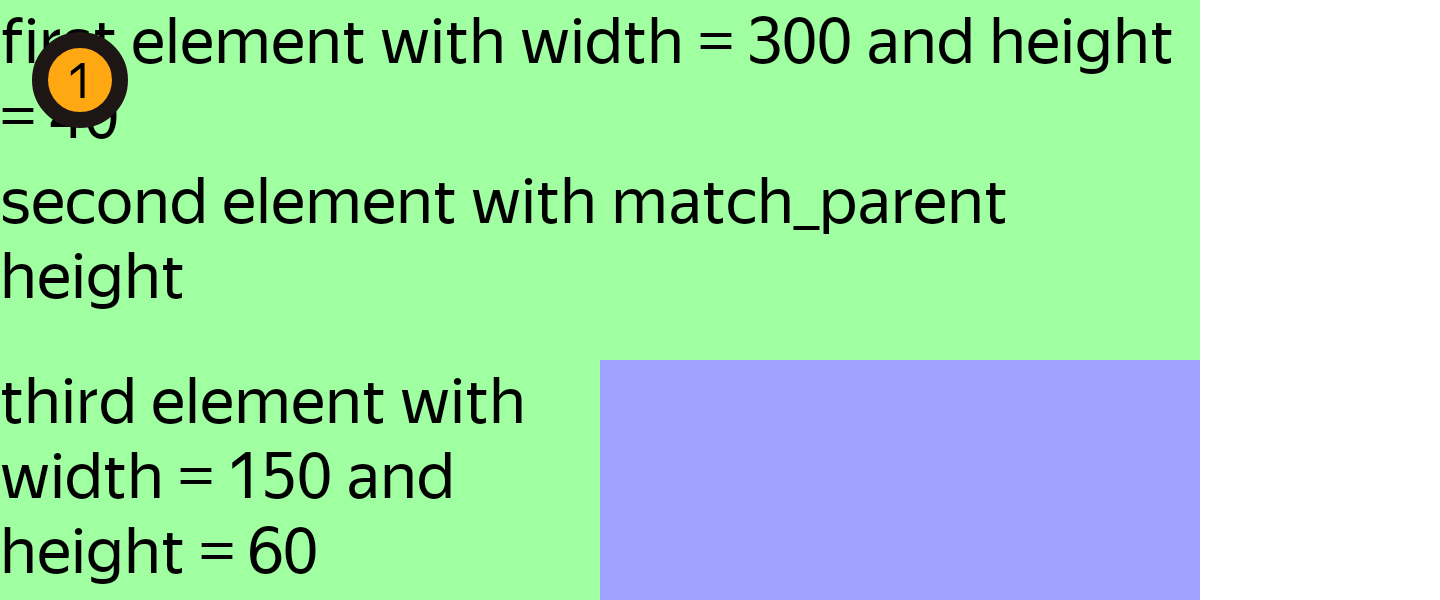 first element with width = 300 and height
= 40
1
second element with match_parent
height
third element with
width = 150 and
height = 60